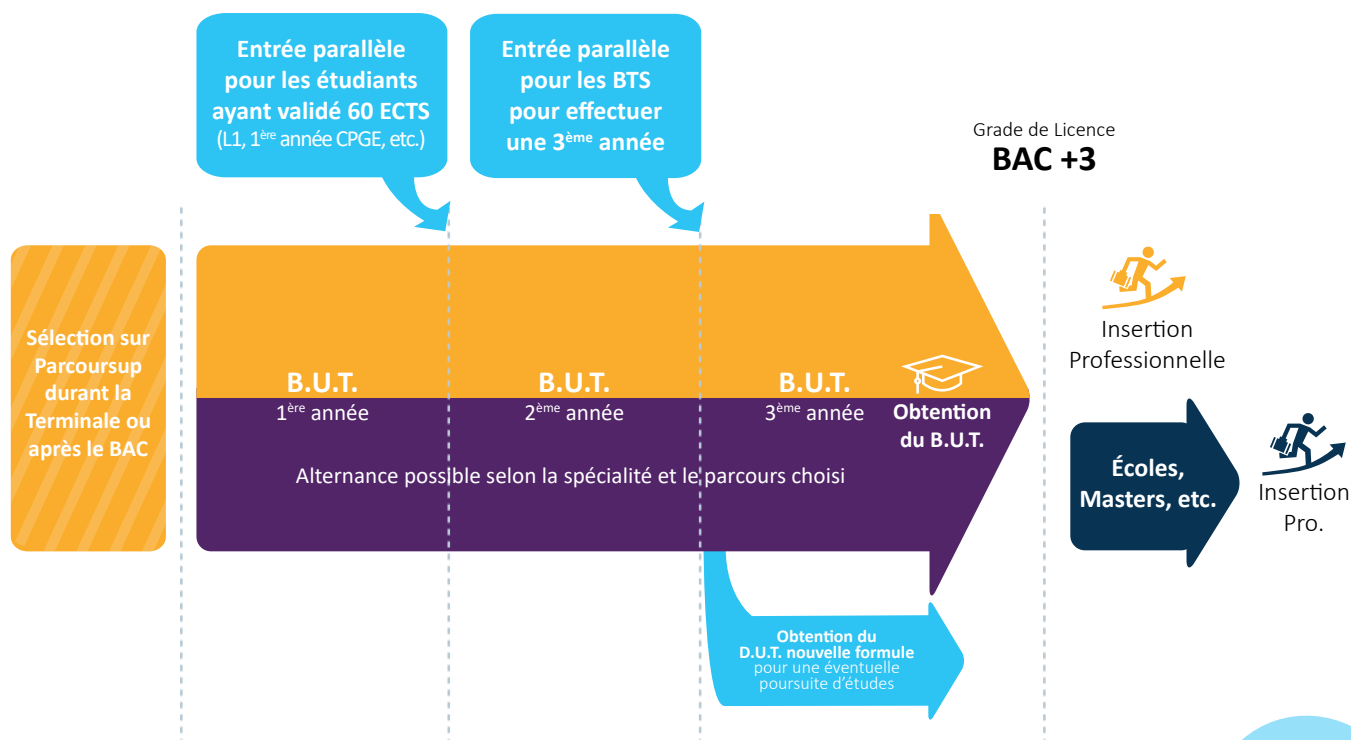 Entrée parallèle
pour les étudiants
ayant validé 60 ECTS
(L1, 1ère année CPGE, etc.)
Entrée parallèle
pour les BTS
pour effectuer
une 3ème année
Grade de Licence
BAC +3
Sélection sur
Parcoursup
durant la
Terminale ou
après le BAC
B.U.T.
1ère année
B.U.T.
2ème année
B.U.T.
3ème année
Obtention
du B.U.T.
Alternance possible selon la spécialité et le parcours choisi
Insertion
Professionnelle
Écoles,
Masters, etc.
Insertion
Pro.
Obtention du
D.U.T. nouvelle formule
pour une éventuelle
poursuite d'études